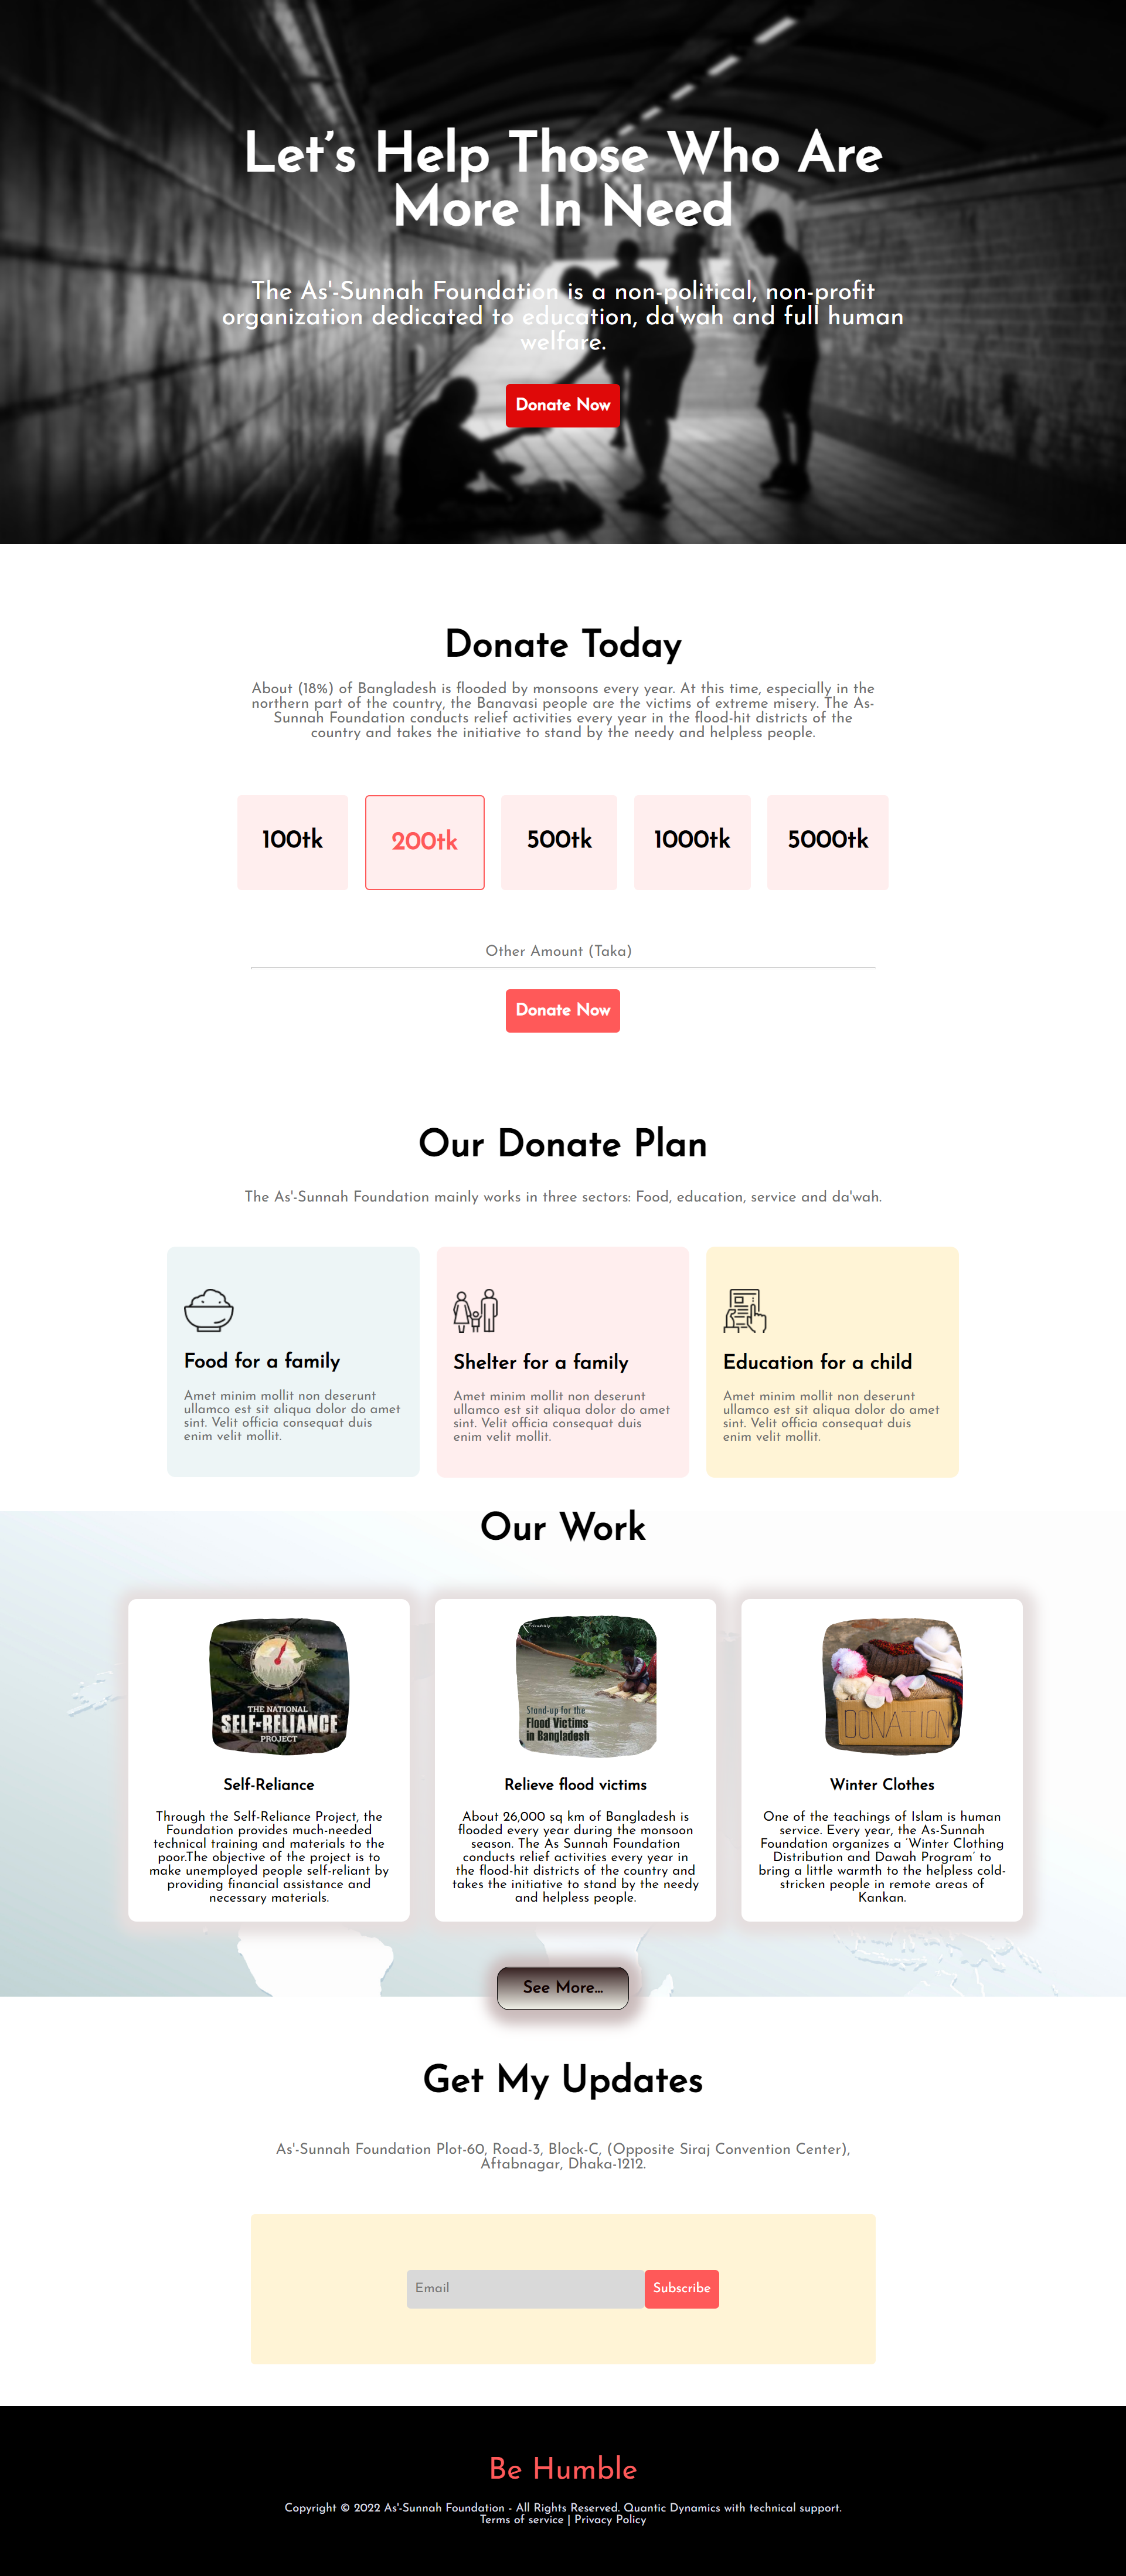 Let’s Help Those Who Are
More In Need
The As'-Sunnah Foundation is a non-political, non-profit
organization dedicated to education, da'wah and full human
welfare.
Donate Now
Donate Today
About (18%) of Bangladesh is flooded by monsoons every year. At this time, especially in the
northern part of the country, the Banavasi people are the victims of extreme misery. The As-
Sunnah Foundation conducts relief activities every year in the flood-hit districts of the
country and takes the initiative to stand by the needy and helpless people.
100tk
200tk
500tk
1000tk
5000tk
Other Amount (Taka)
Donate Now
Our Donate Plan
The As'-Sunnah Foundation mainly works in three sectors: Food, education, service and da'wah.
Food for a family
Amet minim mollit non deserunt
ullamco est sit aliqua dolor do amet
sint. Velit officia consequat duis
enim velit mollit.
Shelter for a family
Amet minim mollit non deserunt
ullamco est sit aliqua dolor do amet
sint. Velit officia consequat duis
enim velit mollit.
Education for a child
Amet minim mollit non deserunt
ullamco est sit aliqua dolor do amet
sint. Velit officia consequat duis
enim velit mollit.
Our Work
THE NATIONAL
SELF-RELIANCE
PROJECT
Self-Reliance
Through the Self-Reliance Project, the
Foundation provides much-needed
technical training and materials to the
poor.The objective of the project is to
make unemployed people self-reliant by
providing financial assistance and
necessary materials.
friendship
Stand-up for the
Flood Victims
in Bangladesh
Relieve flood victims
About 26,000 sq km of Bangladesh is
flooded every year during the monsoon
season. The As Sunnah Foundation
conducts relief activities every year in
the flood-hit districts of the country and
takes the initiative to stand by the needy
and helpless people.
DONATION
Winter Clothes
One of the teachings of Islam is human
service. Every year, the As-Sunnah
Foundation organizes a ‘Winter Clothing
Distribution and Dawah Program’ to
bring a little warmth to the helpless cold-
stricken people in remote areas of
Kankan.
See More...
Get My Updates
As'-Sunnah Foundation Plot-60, Road-3, Block-C, (Opposite Siraj Convention Center),
Aftabnagar, Dhaka-1212.
Email
Subscribe
Be Humble
Copyright © 2022 As'-Sunnah Foundation - All Rights Reserved. Quantic Dynamics with technical support.
Terms of service | Privacy Policy